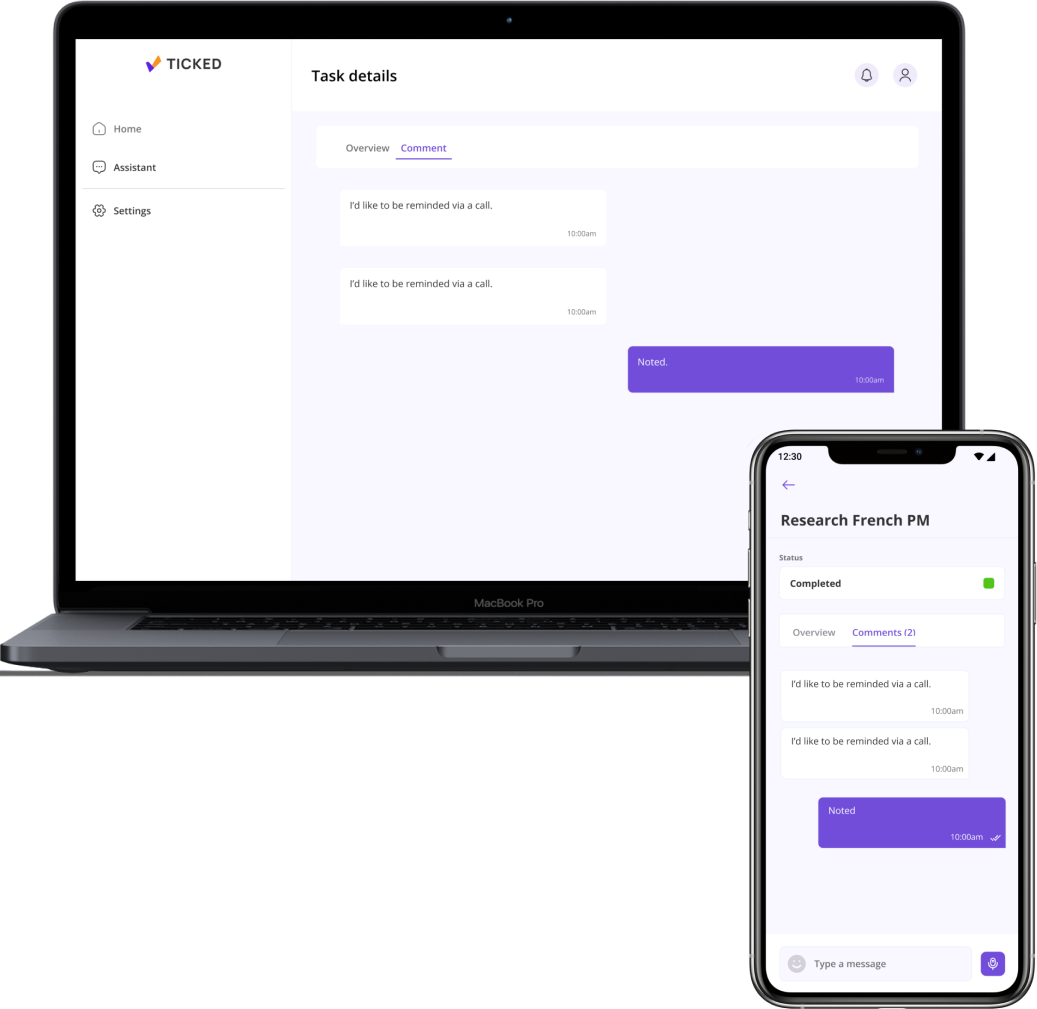 TICKED
Task details
Home
Assistant
Settings
Overview Comment
I'd like to be reminded via a call.
10:00am
I'd like to be reminded via a call.
10:00am
Noted.
10:00am
MacBook Pro
12:30
Research French PM
Status
Completed
Overview Comments (2)
I'd like to be reminded via a call.
10:00am
I'd like to be reminded via a call.
10:00am
Noted
10:00am
Type a message